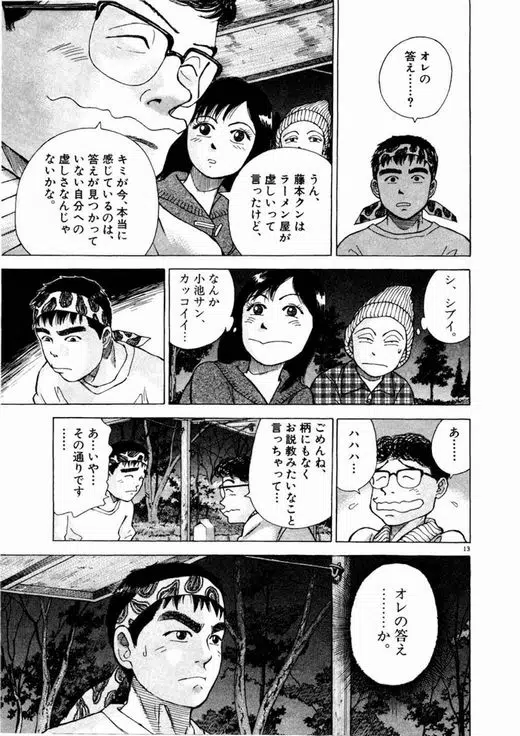 オレの
答え……?
うん、
藤本クンは
ラーメン屋が
虚しいって
言ったけど、
キミが今、本当に
感じているのは、
答えが見つかって
いない自分への
虚しさなんじゃ
ないかな。
シ、シブイ。
なんか
小池サン、
カッコイイ…
あ……
ハハハ…
ごめんね、
柄にもなく
お説教みたいなこと
言っちゃって…
あ…いや…
その通りです
………
13
オレの答え
…………か。